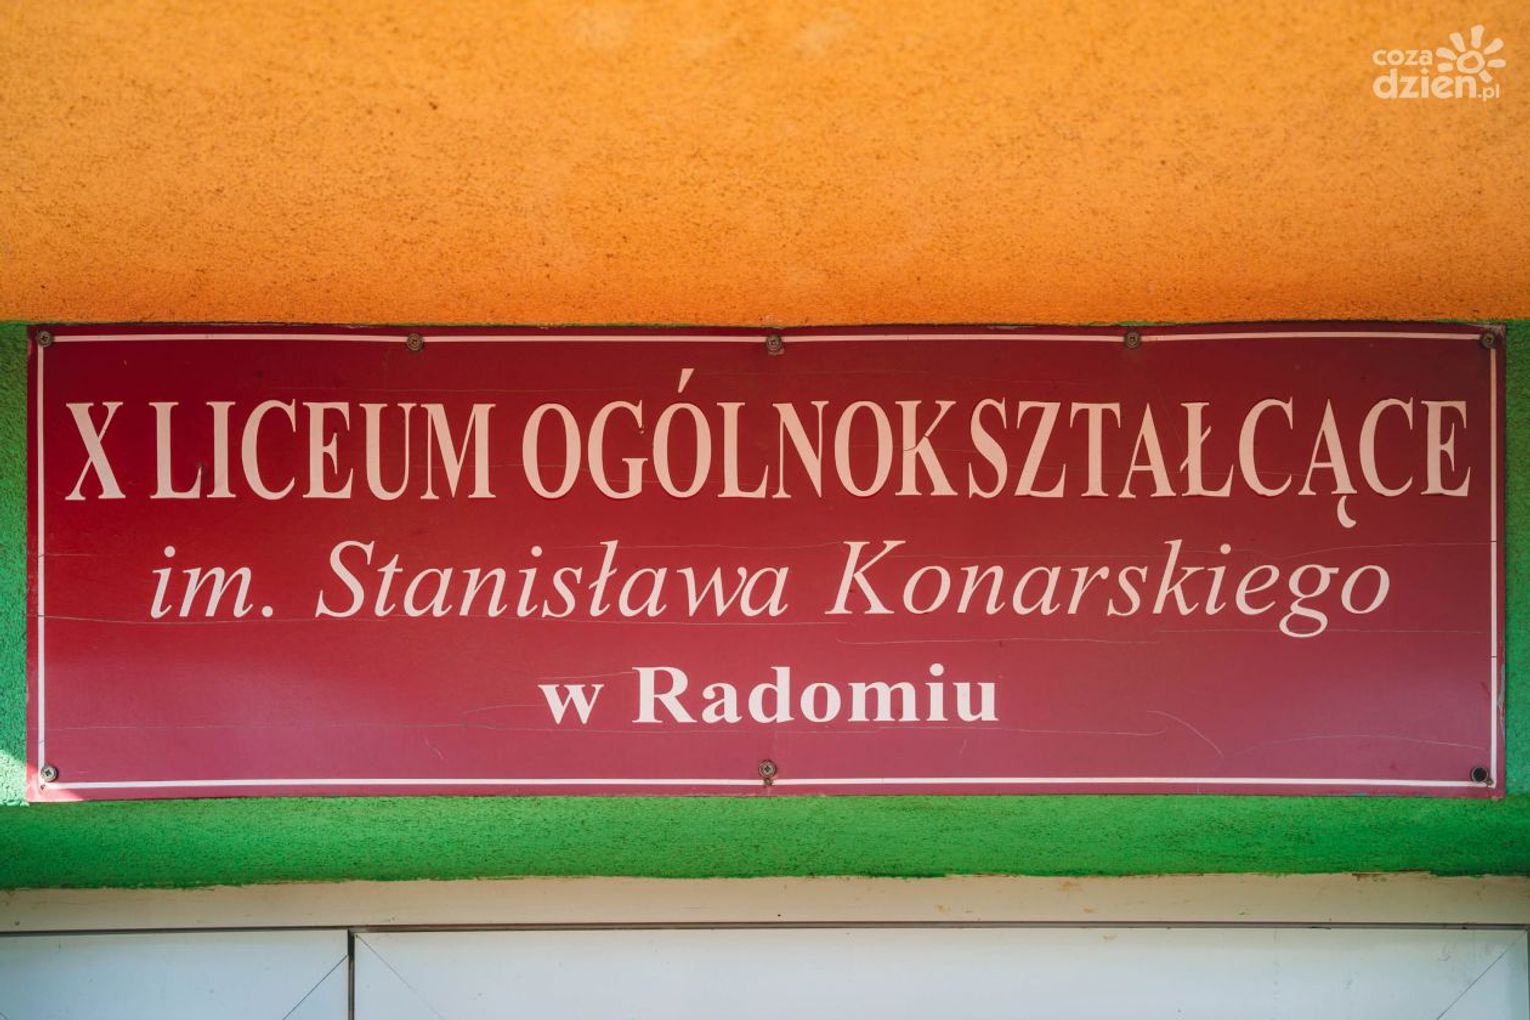 coza
dzien.pl
X LICEUM OGÓLNOKSZTAŁCĄCE
im. Stanisława Konarskiego
w Radomiu